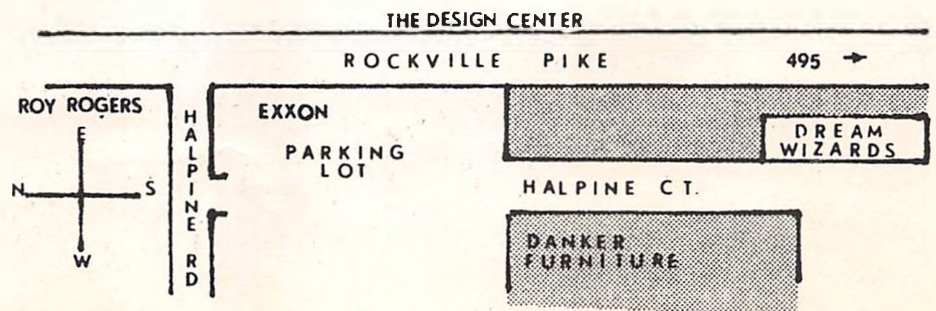 THE DESIGN CENTER
ROCKVILLE PIKE 495 →
ROY ROGERS
E
N S
W
HALPINE RD
EXXON
PARKING
LOT
DREAM
WIZARDS
HALPINE CT.
DANKER
FURNITURE